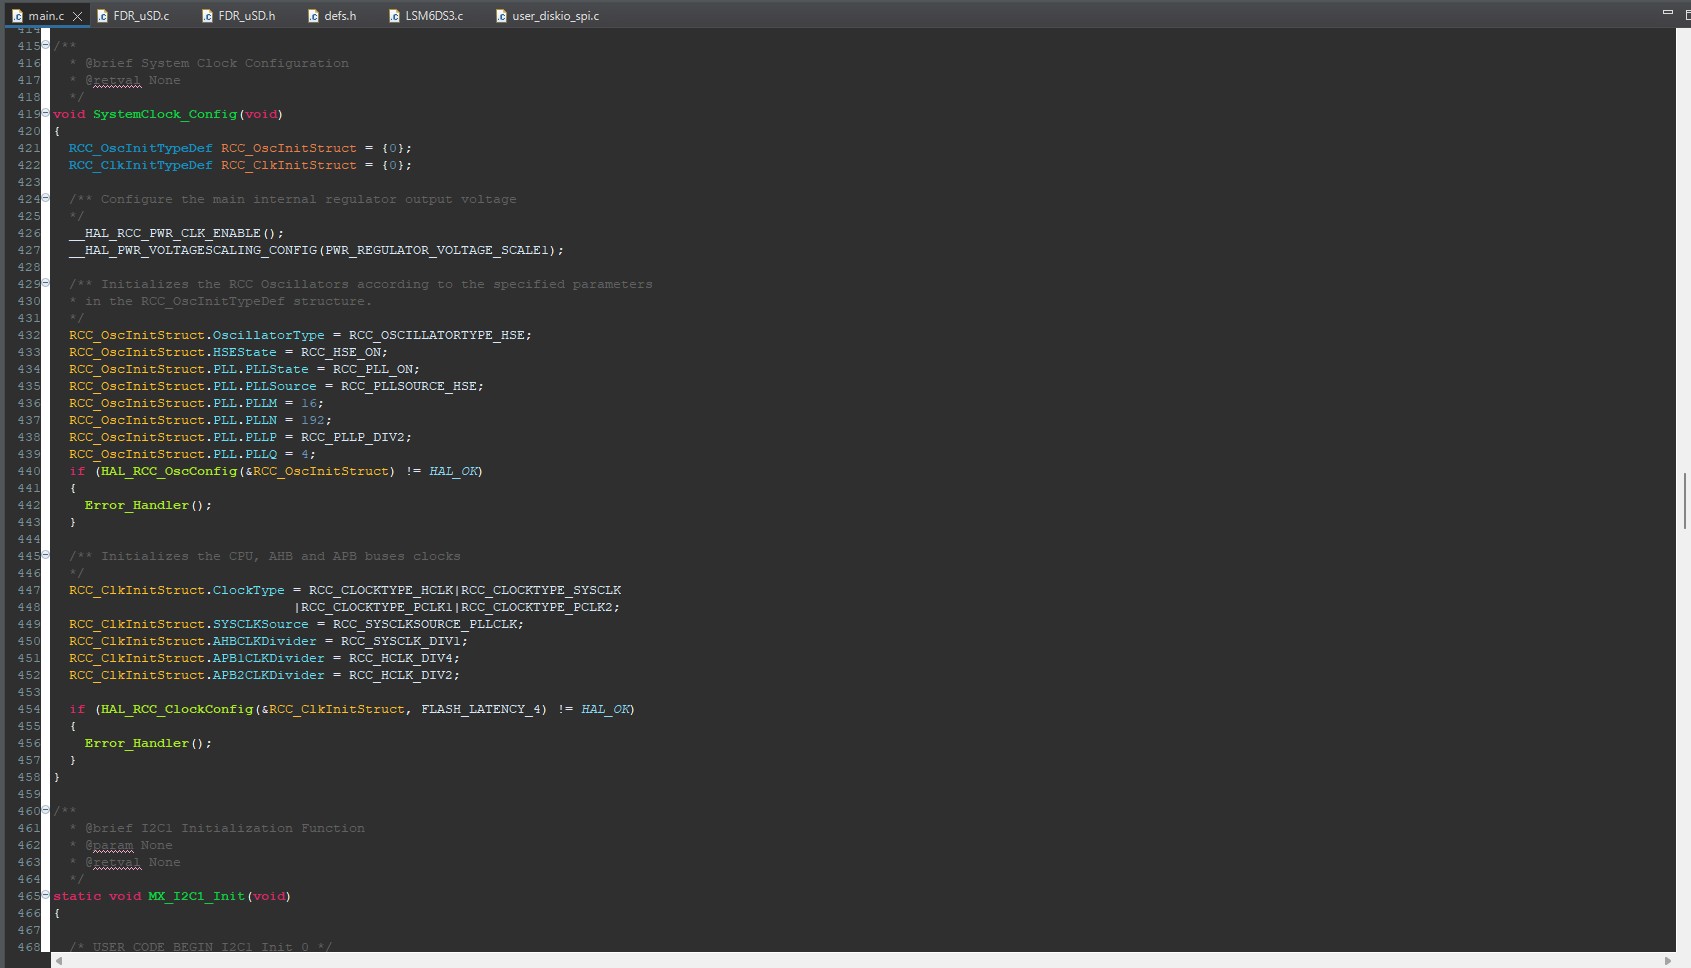 main.c FDR_uSD.c FDR_uSD.h defs.h LSM6DS3.c user_diskio_spi.c
414
415 /**
416 * @brief System Clock Configuration
417 * @retval None
418 */
419 void SystemClock_Config(void)
420 {
421 RCC_OscInitTypeDef RCC_OscInitStruct = {0};
422 RCC_ClkInitTypeDef RCC_ClkInitStruct = {0};
423
424 /** Configure the main internal regulator output voltage
425 */
426 __HAL_RCC_PWR_CLK_ENABLE();
427 __HAL_PWR_VOLTAGESCALING_CONFIG(PWR_REGULATOR_VOLTAGE_SCALE1);
428
429 /** Initializes the RCC Oscillators according to the specified parameters
430 * in the RCC_OscInitTypeDef structure.
431 */
432 RCC_OscInitStruct.OscillatorType = RCC_OSCILLATORTYPE_HSE;
433 RCC_OscInitStruct.HSEState = RCC_HSE_ON;
434 RCC_OscInitStruct.PLL.PLLState = RCC_PLL_ON;
435 RCC_OscInitStruct.PLL.PLLSource = RCC_PLLSOURCE_HSE;
436 RCC_OscInitStruct.PLL.PLLM = 16;
437 RCC_OscInitStruct.PLL.PLLN = 192;
438 RCC_OscInitStruct.PLL.PLLP = RCC_PLLP_DIV2;
439 RCC_OscInitStruct.PLL.PLLQ = 4;
440 if (HAL_RCC_OscConfig(&RCC_OscInitStruct) != HAL_OK)
441 {
442 Error_Handler();
443 }
444
445 /** Initializes the CPU, AHB and APB buses clocks
446 */
447 RCC_ClkInitStruct.ClockType = RCC_CLOCKTYPE_HCLK|RCC_CLOCKTYPE_SYSCLK
448 |RCC_CLOCKTYPE_PCLK1|RCC_CLOCKTYPE_PCLK2;
449 RCC_ClkInitStruct.SYSCLKSource = RCC_SYSCLKSOURCE_PLLCLK;
450 RCC_ClkInitStruct.AHBCLKDivider = RCC_SYSCLK_DIV1;
451 RCC_ClkInitStruct.APB1CLKDivider = RCC_HCLK_DIV4;
452 RCC_ClkInitStruct.APB2CLKDivider = RCC_HCLK_DIV2;
453
454 if (HAL_RCC_ClockConfig(&RCC_ClkInitStruct, FLASH_LATENCY_4) != HAL_OK)
455 {
456 Error_Handler();
457 }
458 }
459
460 /**
461 * @brief I2C1 Initialization Function
462 * @param None
463 * @retval None
464 */
465 static void MX_I2C1_Init(void)
466 {
467
468 /* USER CODE BEGIN I2C1_Init 0 */